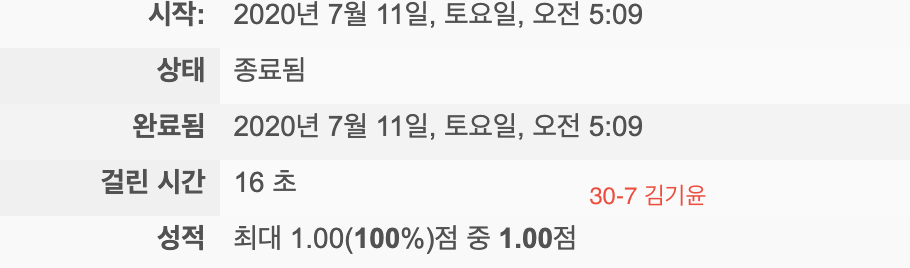 시작: 2020년 7월 11일, 토요일, 오전 5:09
상태 종료됨
완료됨 2020년 7월 11일, 토요일, 오전 5:09
걸린 시간 16 초
30-7 김기윤
성적 최대 1.00(100%)점 중 1.00점